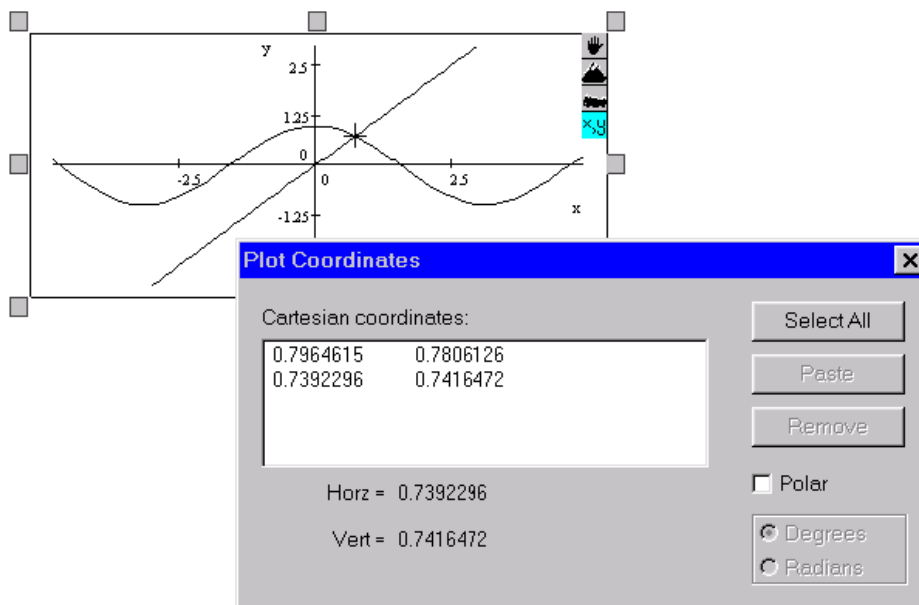 y
2.5
1.25
0
-2.5
0
2.5
x
-1.25
x,y
Plot Coordinates
Cartesian coordinates:
0.7964615 0.7806126
0.7392296 0.7416472
Horz = 0.7392296
Vert = 0.7416472
Select All
Paste
Remove
Polar
Degrees
Radians